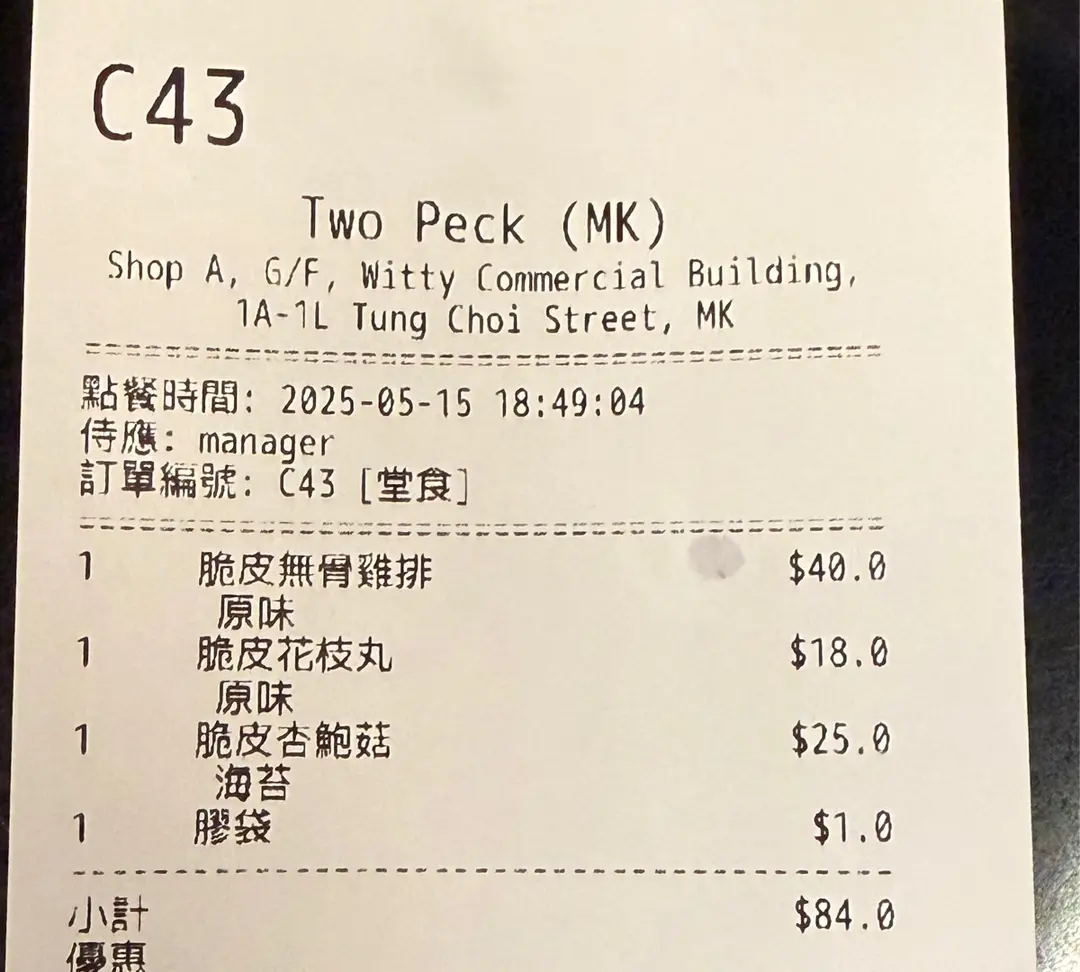 C43
Two Peck (MK)
Shop A, G/F, Witty Commercial Building,
1A-1L Tung Choi Street, MK
點餐時間: 2025-05-15 18:49:04
侍應: manager
訂單編號: C43 [堂食]
1 脆皮無骨雞排 $40.0
原味
1 脆皮花枝丸 $18.0
原味
1 脆皮杏鮑菇 $25.0
海苔
1 膠袋 $1.0
小計 $84.0
優惠